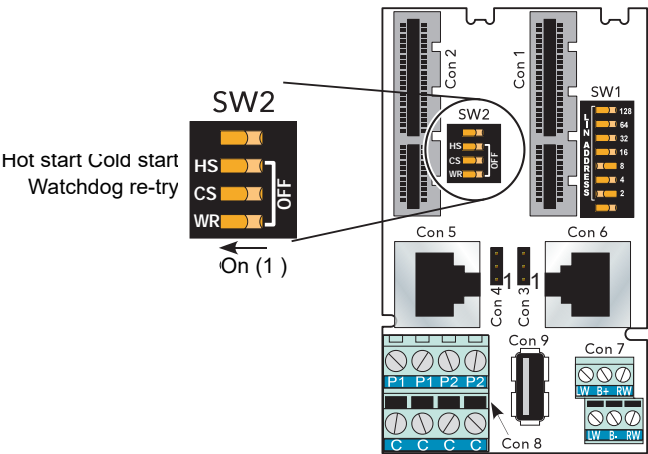 Con 2
Con 1
SW2
HS
CS
WR
OFF
Hot start Cold start
Watchdog re-try
On (1 )
SW2
HS
CS
WR
OFF
SW1
LIN ADDRESS
128
64
32
16
8
4
2
Con 5
Con 6
Con 4
1
Con 3
1
P1 P1 P2 P2
C C C C
Con 9
Con 8
Con 7
LW B+ RW
LW B- RW